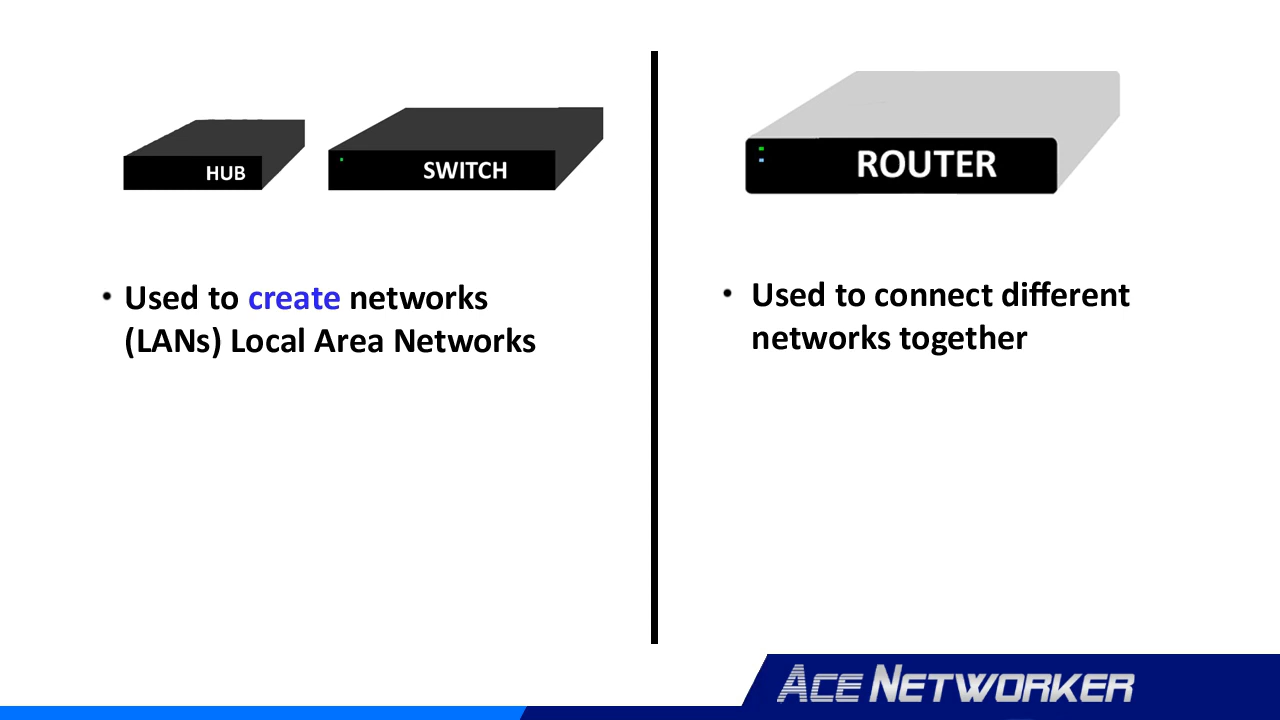 HUB
SWITCH
ROUTER
• Used to create networks
(LANs) Local Area Networks
• Used to connect different
networks together
ACE NETWORKER